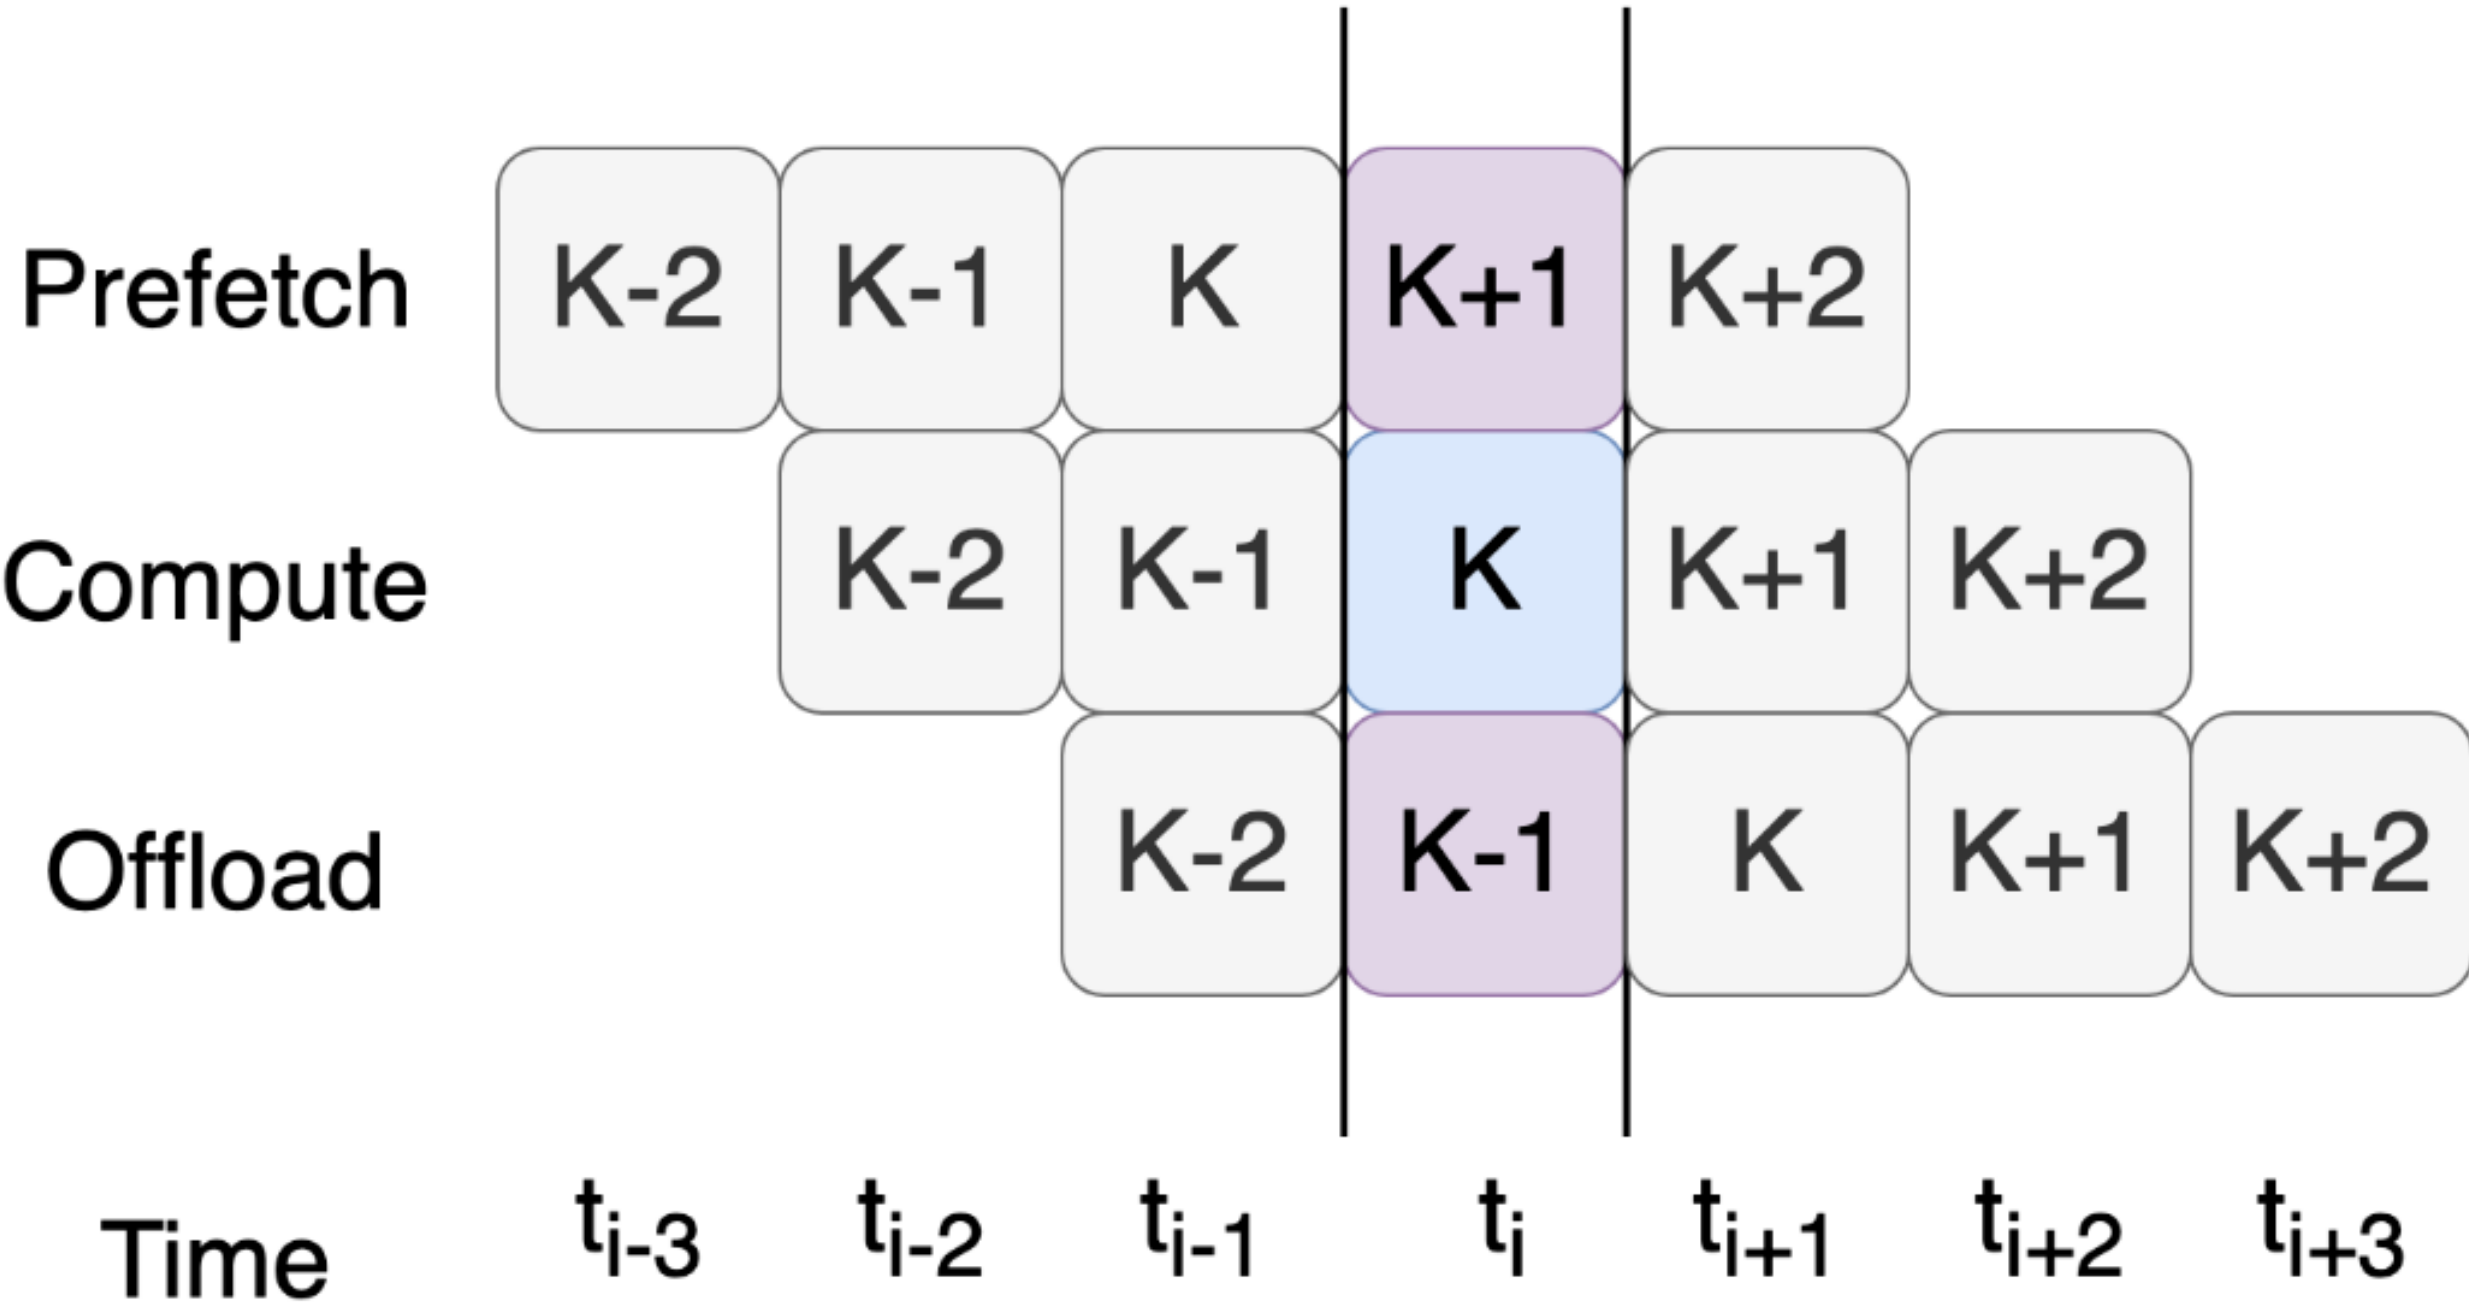 Prefetch K-2 K-1 K K+1 K+2
Compute K-2 K-1 K K+1 K+2
Offload K-2 K-1 K K+1 K+2
Time ti-3 ti-2 ti-1 ti ti+1 ti+2 ti+3